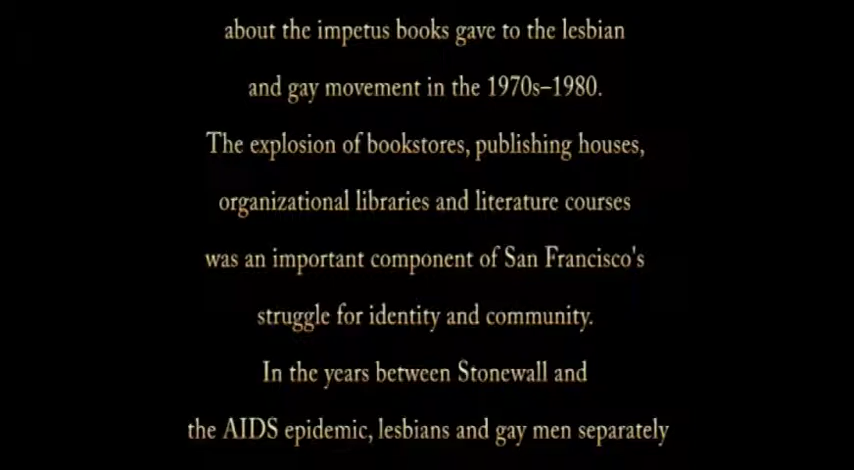 about the impetus books gave to the lesbian
and gay movement in the 1970s–1980.
The explosion of bookstores, publishing houses,
organizational libraries and literature courses
was an important component of San Francisco's
struggle for identity and community.
In the years between Stonewall and
the AIDS epidemic, lesbians and gay men separately